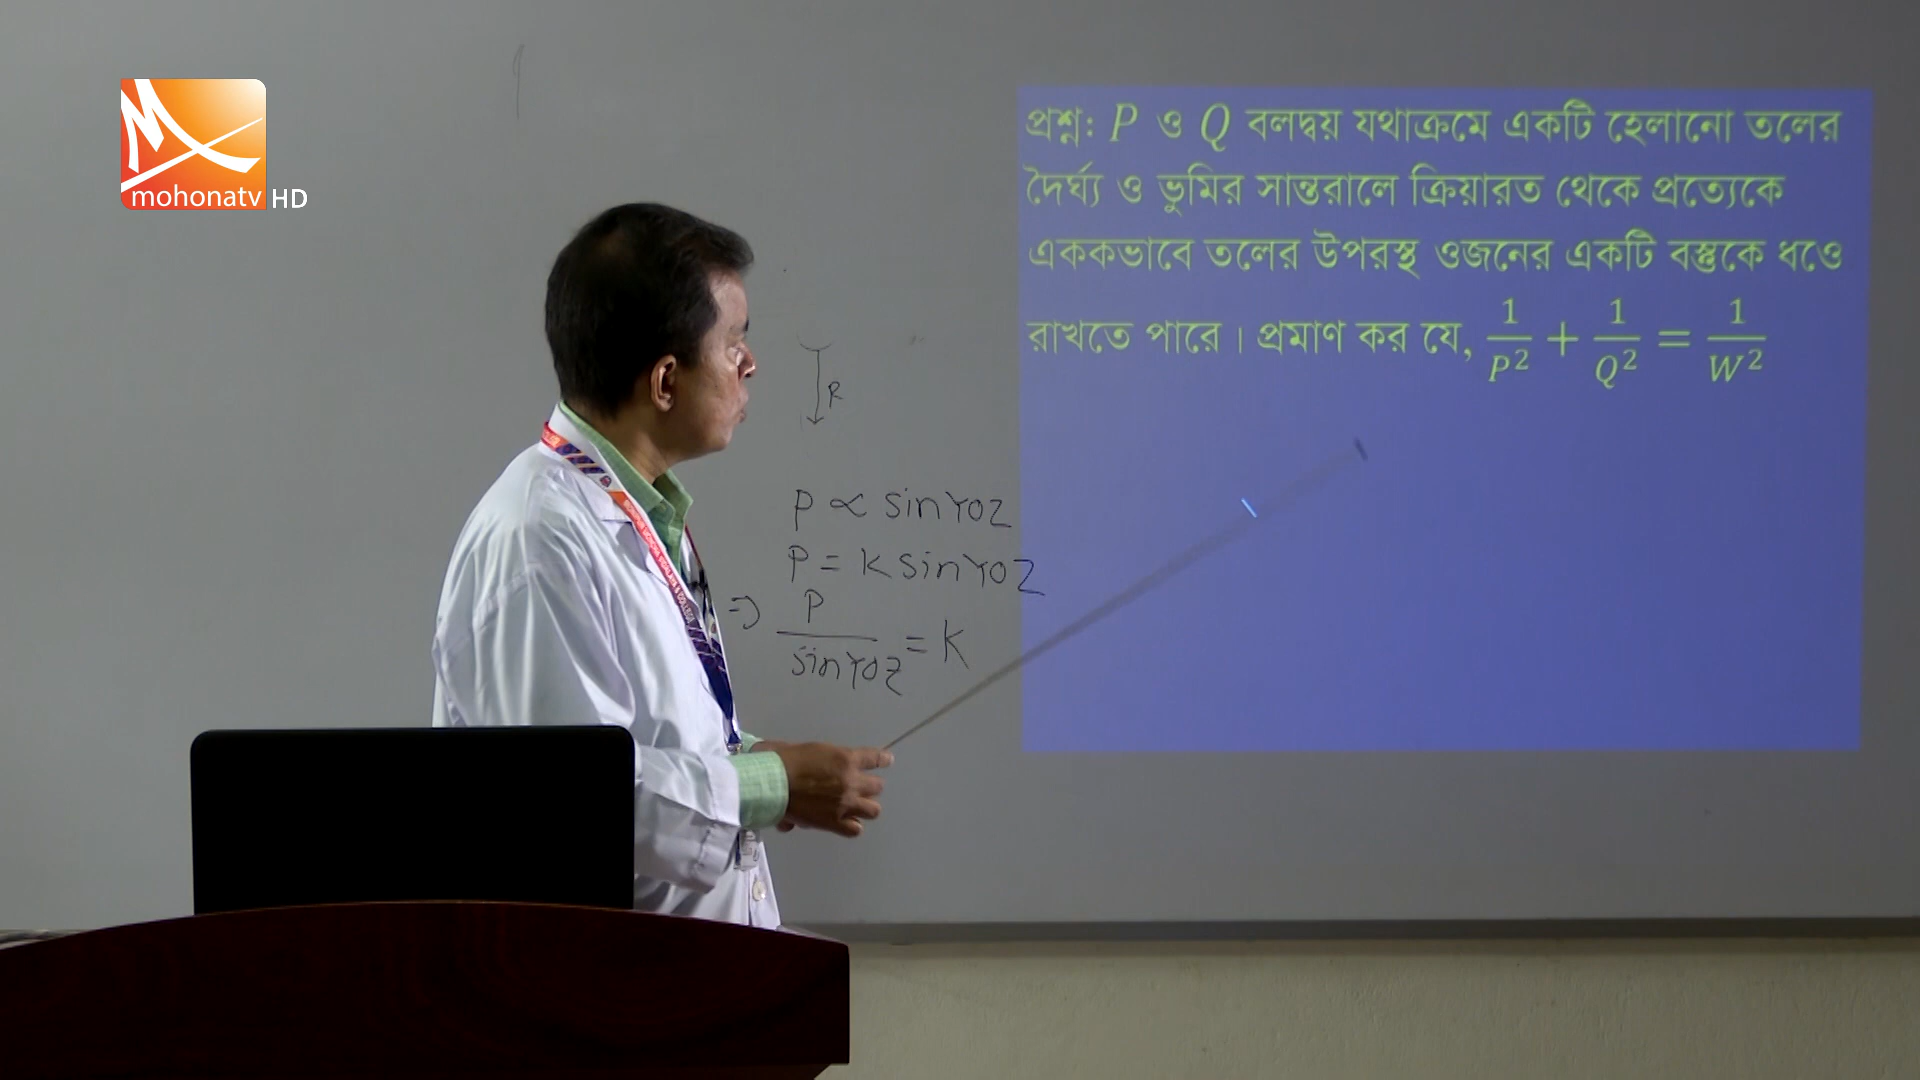 mohonatv HD
প্রশ্ন: P ও Q বলদ্বয় যথাক্রমে একটি হেলানো তলের
দৈর্ঘ্য ও ভুমির সান্তরালে ক্রিয়ারত থেকে প্রত্যেকে
এককভাবে তলের উপরস্থ ওজনের একটি বস্তুকে ধওে
রাখতে পারে। প্রমাণ কর যে, 1/P² + 1/Q² = 1/W²
R
P ∝ sinYOZ
P = K sinYOZ
⇒ P/sinYOZ = K